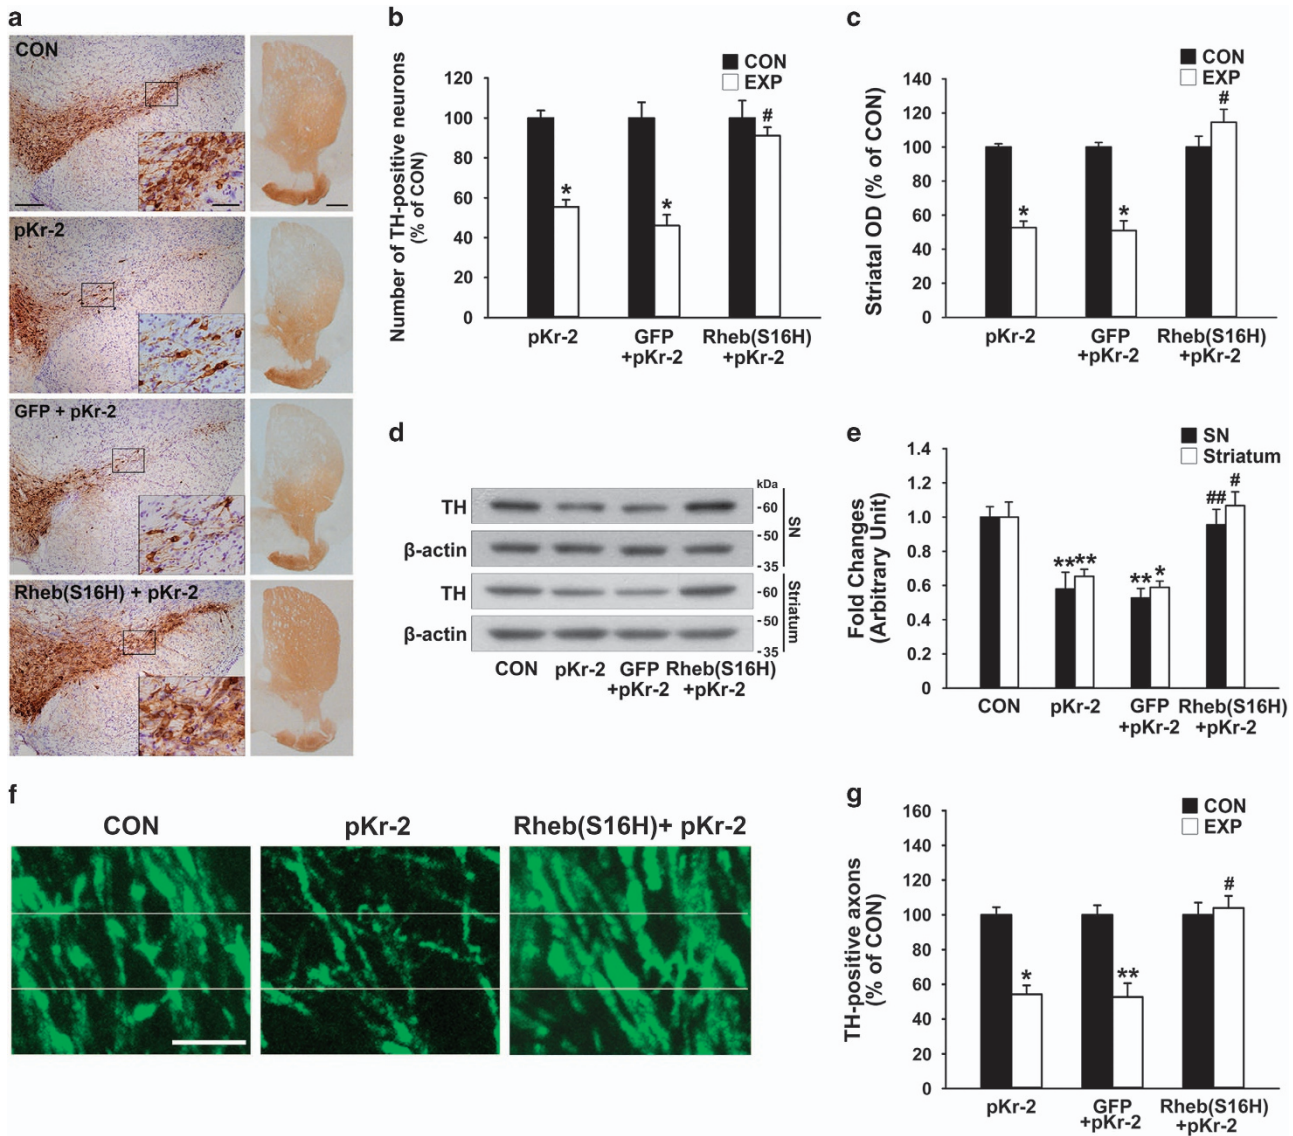 a
CON
pKr-2
GFP + pKr-2
Rheb(S16H) + pKr-2
b
CON
EXP
Number of TH-positive neurons
(% of CON)
120
100
80
60
40
20
0
*
*
#
pKr-2
GFP
+pKr-2
Rheb(S16H)
+pKr-2
c
CON
EXP
Striatal OD (% of CON)
140
120
100
80
60
40
20
0
*
*
#
pKr-2
GFP
+pKr-2
Rheb(S16H)
+pKr-2
d
kDa
TH
-60
-50
β-actin
-35
SN
TH
-60
-50
β-actin
-35
Striatum
CON
pKr-2
GFP
+pKr-2
Rheb(S16H)
+pKr-2
e
SN
Striatum
Fold Changes
(Arbitrary Unit)
1.4
1.2
1.0
0.8
0.6
0.4
0.2
0
**
**
**
*
##
#
CON
pKr-2
GFP
+pKr-2
Rheb(S16H)
+pKr-2
f
CON
pKr-2
Rheb(S16H)+ pKr-2
g
CON
EXP
TH-positive axons
(% of CON)
160
140
120
100
80
60
40
20
0
*
**
#
pKr-2
GFP
+pKr-2
Rheb(S16H)
+pKr-2